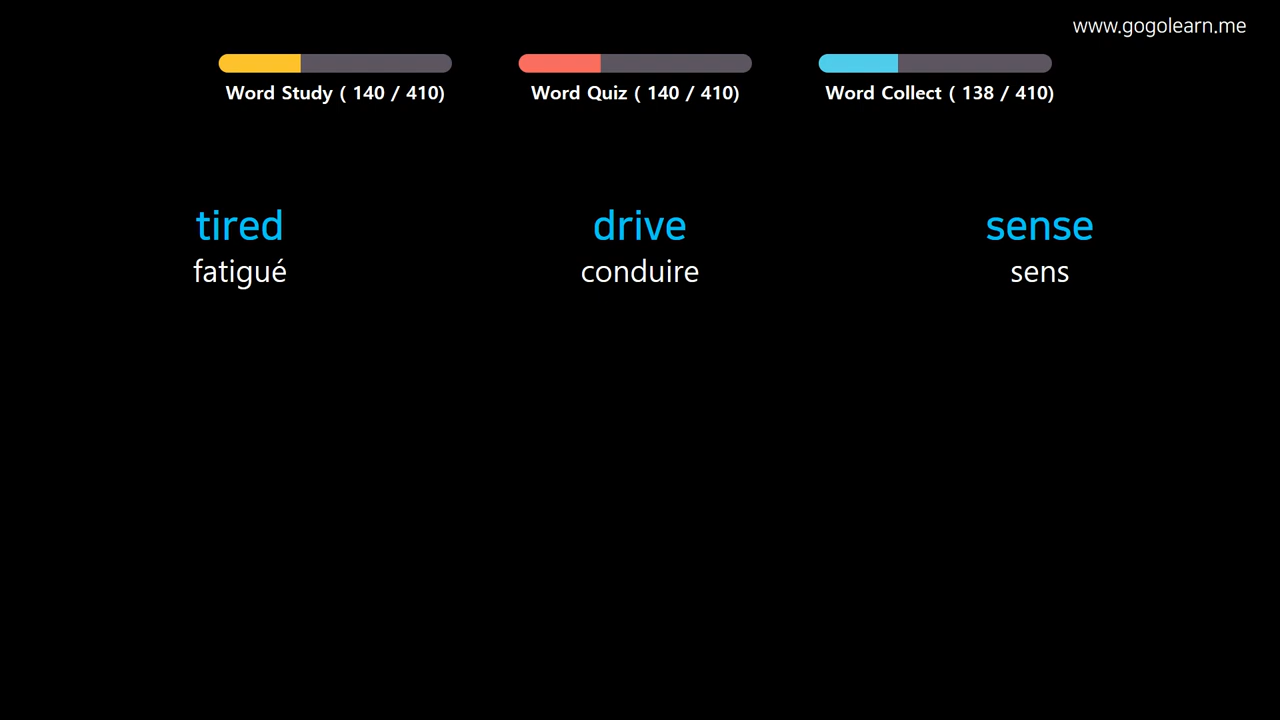 www.gogolearn.me
Word Study ( 140 / 410)
Word Quiz ( 140 / 410)
Word Collect ( 138 / 410)
tired
fatigué
drive
conduire
sense
sens